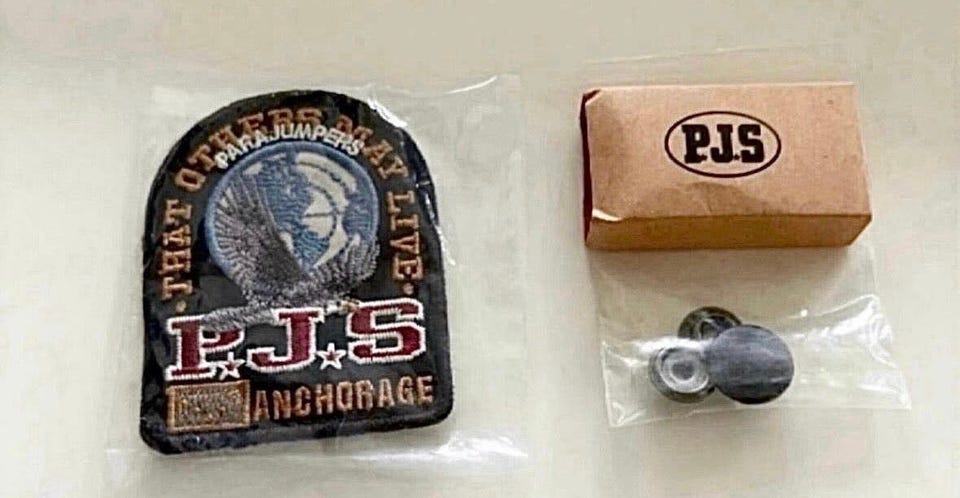 THAT OTHERS MAY LIVE
PARAJUMPERS
P.J.S
ANCHORAGE
P.J.S